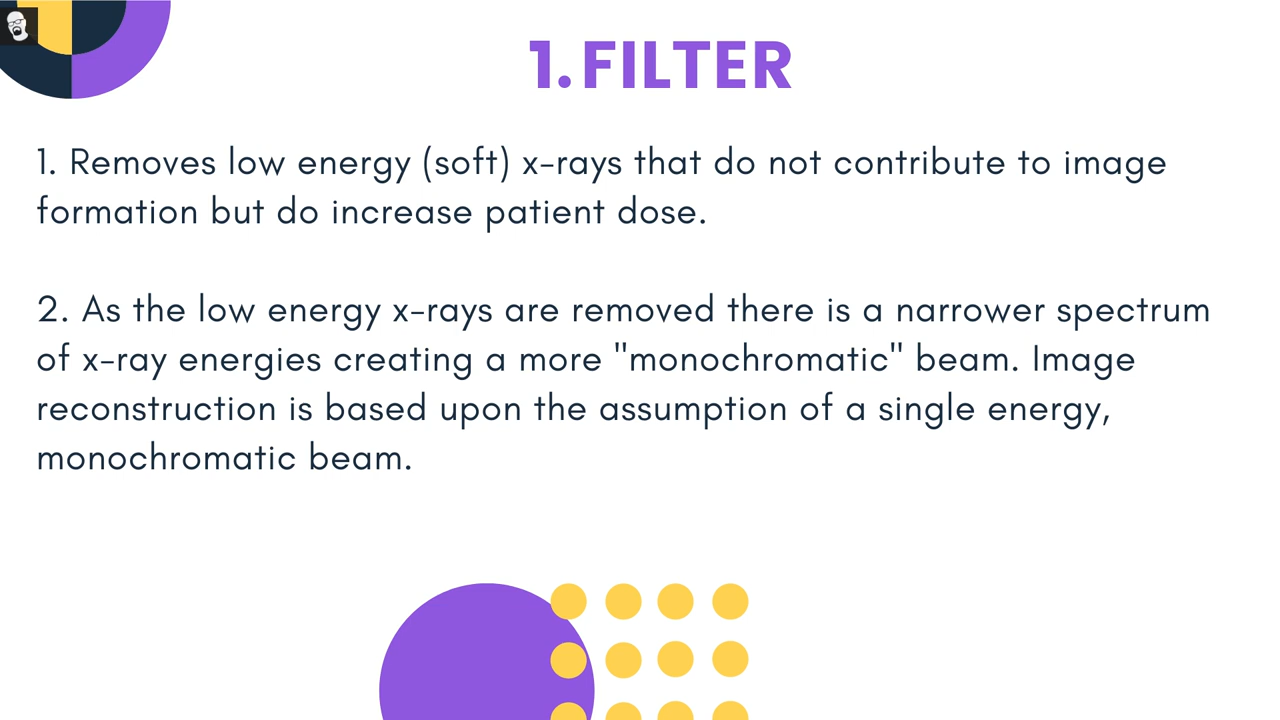 1. FILTER
1. Removes low energy (soft) x-rays that do not contribute to image
formation but do increase patient dose.
2. As the low energy x-rays are removed there is a narrower spectrum
of x-ray energies creating a more "monochromatic" beam. Image
reconstruction is based upon the assumption of a single energy,
monochromatic beam.